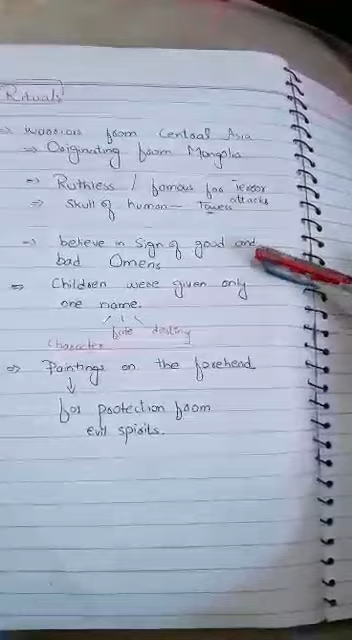 Rituals
⇒ Warriors from Central Asia
⇒ Originating from Mongolia
⇒ Ruthless / famous for Terror attacks
⇒ Skull of human - Towers
→ believe in Sign of good and
bad Omens
⇒ Children were given only
one name.
Character fate destiny
⇒ Paintings on the forehead
↓
for protection from
evil spirits.